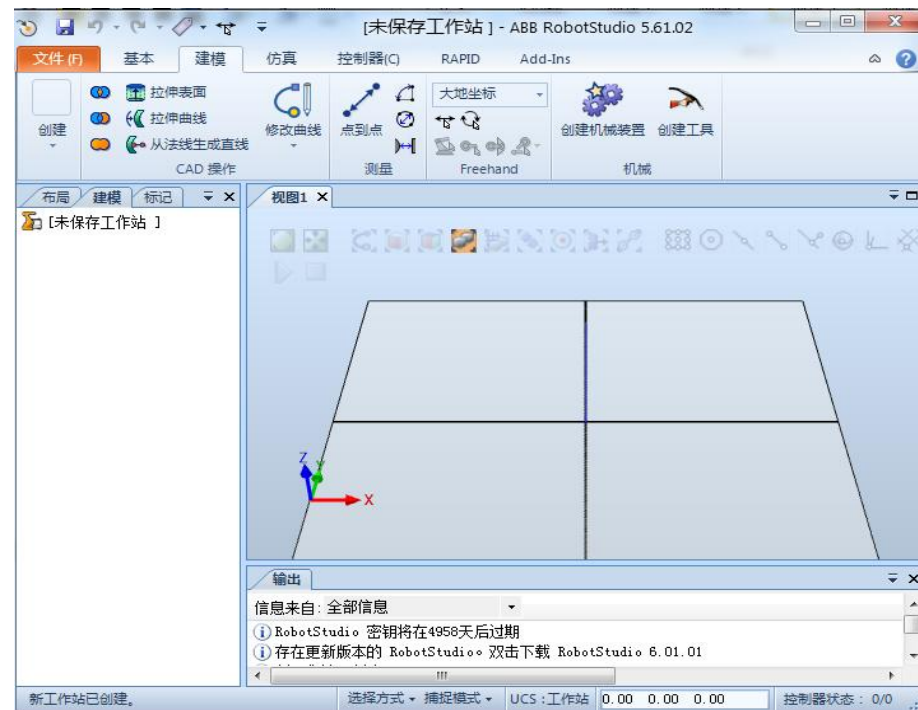 [未保存工作站 ] - ABB RobotStudio 5.61.02
文件(F) 基本 建模 仿真 控制器(C) RAPID Add-Ins
创建
拉伸表面
拉伸曲线
从法线生成直线
CAD 操作
修改曲线
点到点
测量
大地坐标
Freehand
创建机械装置
创建工具
机械
布局 建模 标记
视图1
[未保存工作站 ]
Z
Y
X
输出
信息来自: 全部信息
RobotStudio 密钥将在4958天后过期
存在更新版本的 RobotStudio。双击下载 RobotStudio 6.01.01
新工作站已创建。
选择方式 捕捉模式 UCS :工作站 0.00 0.00 0.00 控制器状态: 0/0